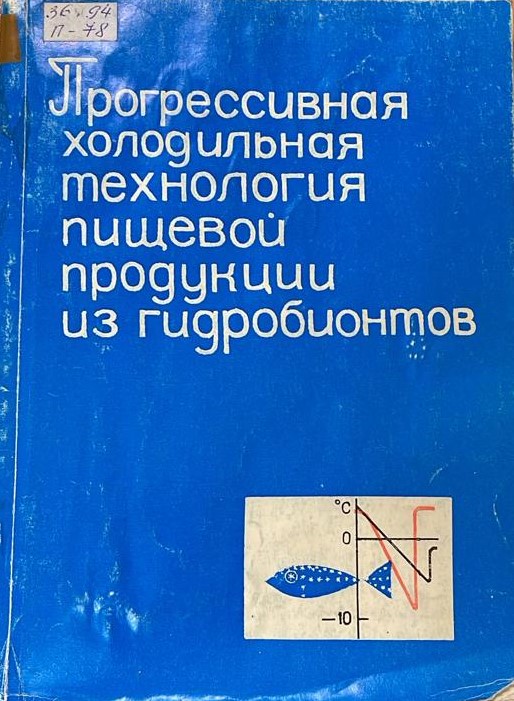 36.94
П-78
Прогрессивная
холодильная
технология
пищевой
продукции
из гидробионтов
°С
0
–10